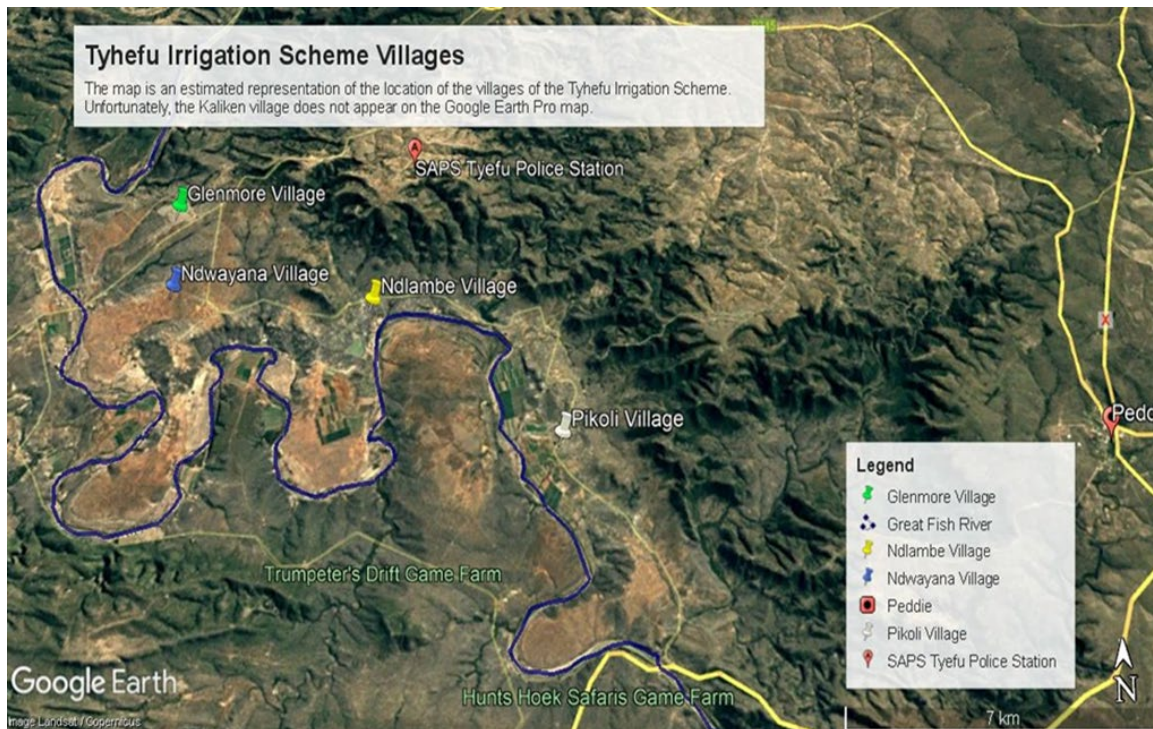 Tyhefu Irrigation Scheme Villages
The map is an estimated representation of the location of the villages of the Tyhefu Irrigation Scheme.
Unfortunately, the Kaliken village does not appear on the Google Earth Pro map.
A
SAPS Tyefu Police Station
Glenmore Village
Ndwayana Village
Ndlambe Village
X
Pikoli Village
Pedd
Legend
Glenmore Village
Great Fish River
Ndlambe Village
Ndwayana Village
Peddie
Pikoli Village
A
SAPS Tyefu Police Station
Trumpeter's Drift Game Farm
Hunts Hoek Safaris Game Farm
Google Earth
Image Landsat / Copernicus
N
7 km